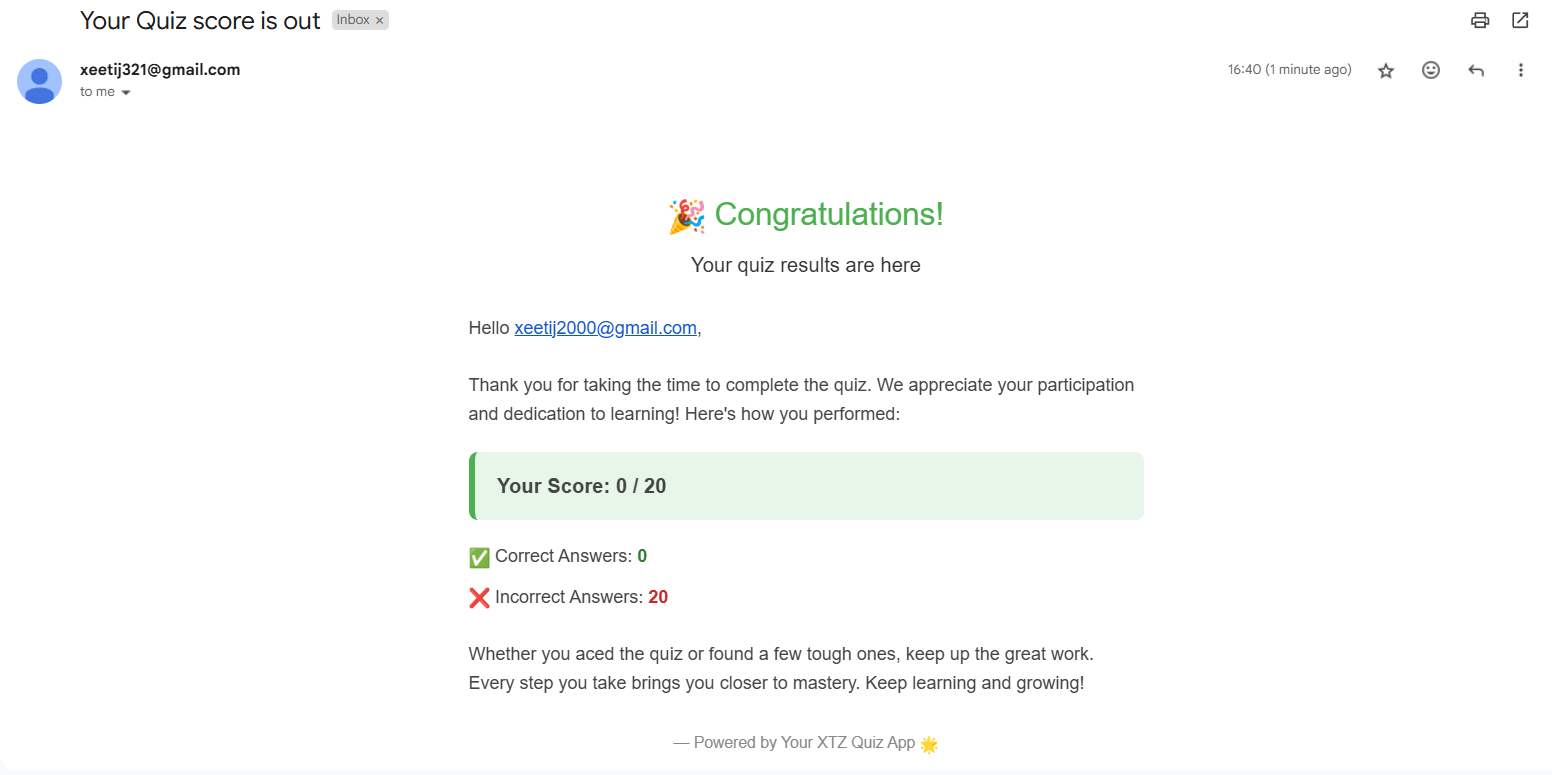 Your Quiz score is out Inbox ×
xeetij321@gmail.com 16:40 (1 minute ago)
to me
🎉 Congratulations!
Your quiz results are here
Hello xeetij2000@gmail.com,
Thank you for taking the time to complete the quiz. We appreciate your participation
and dedication to learning! Here's how you performed:
Your Score: 0 / 20
✅ Correct Answers: 0
❌ Incorrect Answers: 20
Whether you aced the quiz or found a few tough ones, keep up the great work.
Every step you take brings you closer to mastery. Keep learning and growing!
— Powered by Your XTZ Quiz App 🌟